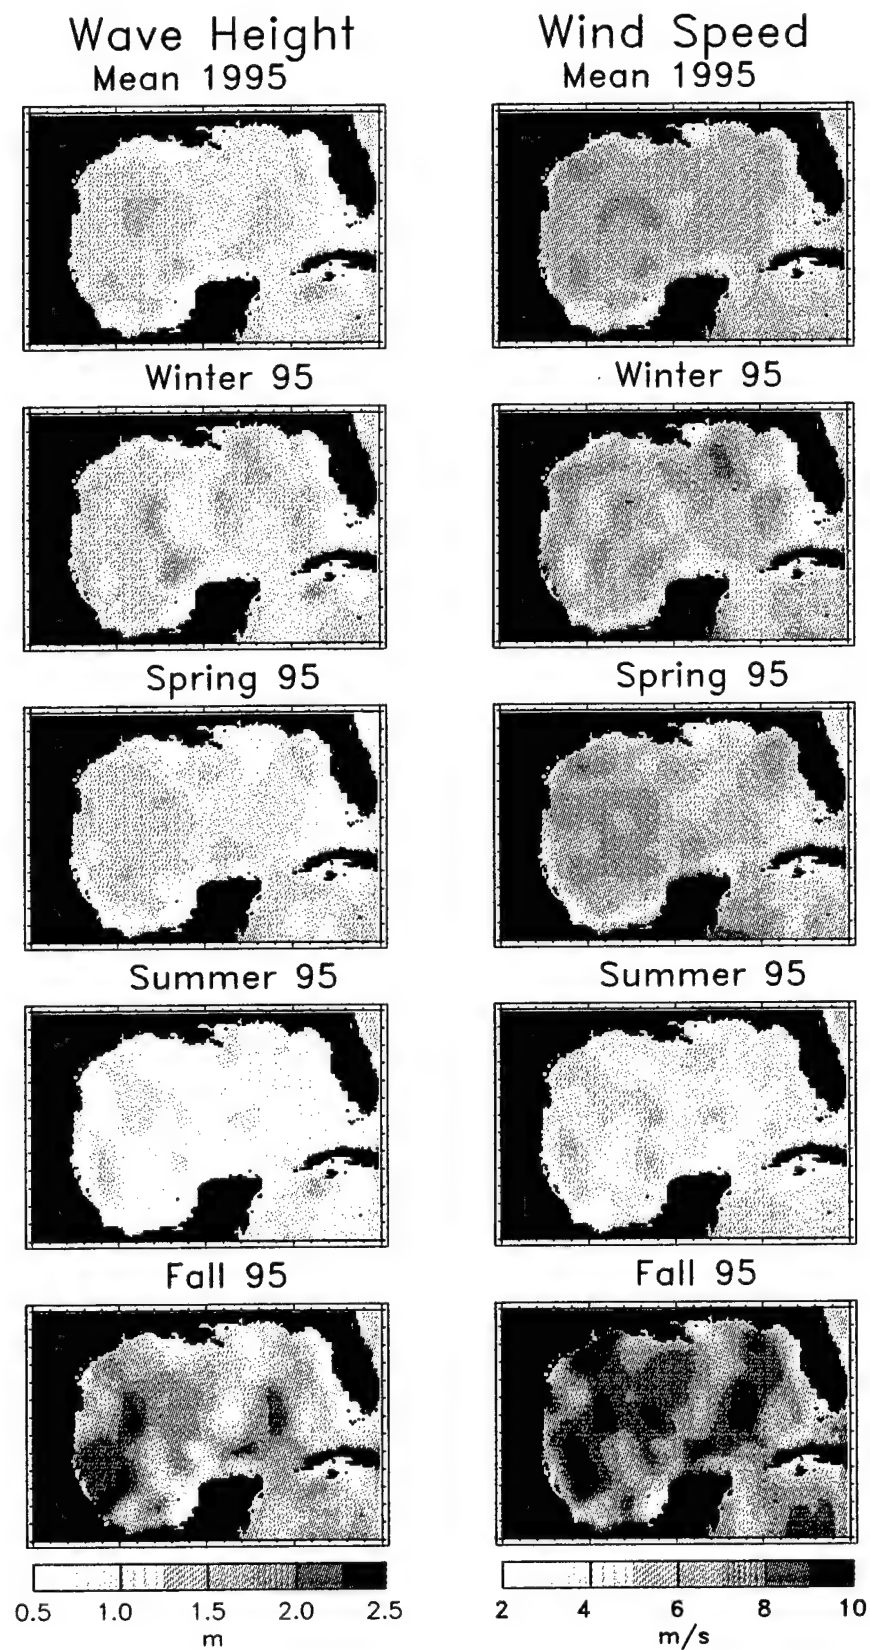 Wave Height
Mean 1995
Wind Speed
Mean 1995
Winter 95
Winter 95
Spring 95
Spring 95
Summer 95
Summer 95
Fall 95
Fall 95
0.5 1.0 1.5 2.0 2.5
m
2 4 6 8 10
m/s